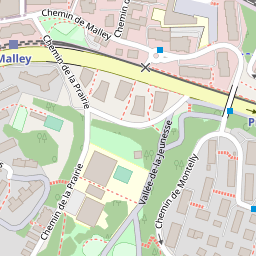 Chemin de Malley
Chemin de
Malley
Chemin de la Prairie
P
Vallée-de-la-Jeunesse
Chemin de Montelly
Chemin de la Prairie